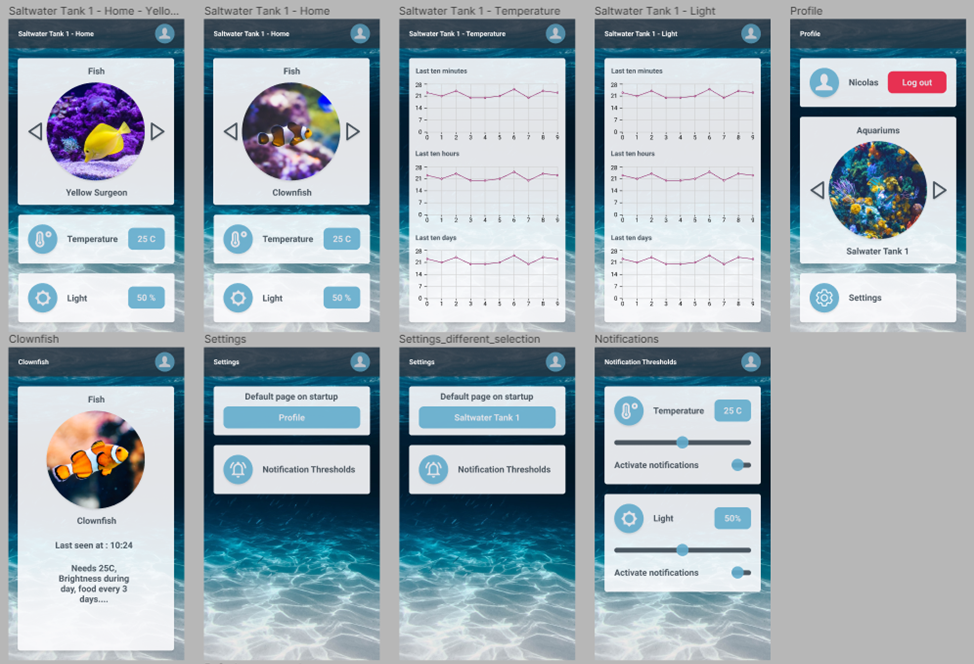 Saltwater Tank 1 - Home - Yello...
Saltwater Tank 1 - Home
Fish
Yellow Surgeon
Temperature
25 C
Light
50 %
Saltwater Tank 1 - Home
Saltwater Tank 1 - Home
Fish
Clownfish
Temperature
25 C
Light
50 %
Saltwater Tank 1 - Temperature
Saltwater Tank 1 - Temperature
Last ten minutes
28
21
14
7
0
0 1 2 3 4 5 6 7 8 9
Last ten hours
28
21
14
7
0
0 1 2 3 4 5 6 7 8 9
Last ten days
28
21
14
7
0
0 1 2 3 4 5 6 7 8 9
Saltwater Tank 1 - Light
Saltwater Tank 1 - Light
Last ten minutes
28
21
14
7
0
0 1 2 3 4 5 6 7 8 9
Last ten hours
28
21
14
7
0
0 1 2 3 4 5 6 7 8 9
Last ten days
28
21
14
7
0
0 1 2 3 4 5 6 7 8 9
Profile
Profile
Nicolas
Log out
Aquariums
Salwater Tank 1
Settings
Clownfish
Clownfish
Fish
Clownfish
Last seen at : 10:24
Needs 25C,
Brightness during
day, food every 3
days....
Settings
Settings
Default page on startup
Profile
Notification Thresholds
Settings_different_selection
Settings
Default page on startup
Saltwater Tank 1
Notification Thresholds
Notifications
Notification Thresholds
Temperature
25 C
Activate notifications
Light
50%
Activate notifications